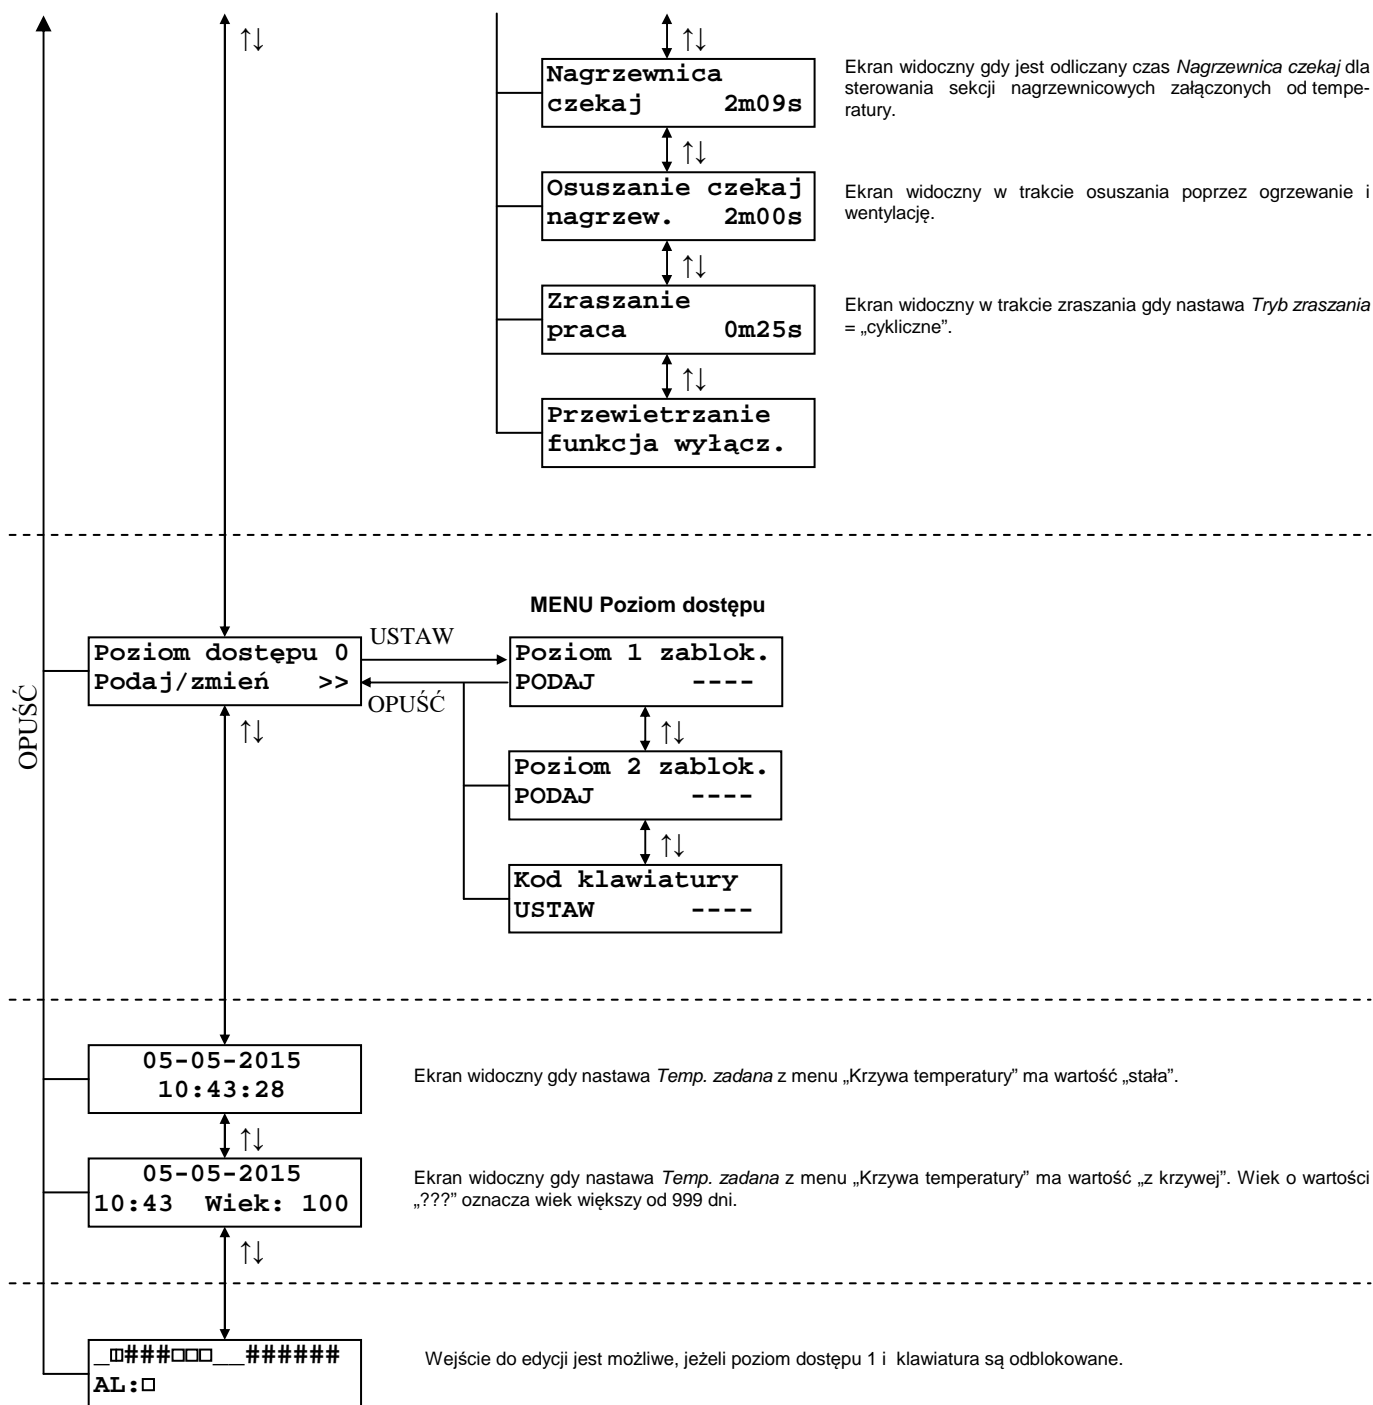 ↑↓
↑↓
Nagrzewnica
czekaj 2m09s
Ekran widoczny gdy jest odliczany czas Nagrzewnica czekaj dla
sterowania sekcji nagrzewnicowych załączonych od tempe-
ratury.
↑↓
Osuszanie czekaj
nagrzew. 2m00s
Ekran widoczny w trakcie osuszania poprzez ogrzewanie i
wentylację.
↑↓
Zraszanie
praca 0m25s
Ekran widoczny w trakcie zraszania gdy nastawa Tryb zraszania
= „cykliczne”.
↑↓
Przewietrzanie
funkcja wyłącz.
MENU Poziom dostępu
Poziom dostępu 0
Podaj/zmień >>
USTAW
OPUŚĆ
Poziom 1 zablok.
PODAJ ----
OPUŚĆ
↑↓
↑↓
Poziom 2 zablok.
PODAJ ----
↑↓
Kod klawiatury
USTAW ----
05-05-2015
10:43:28
Ekran widoczny gdy nastawa Temp. zadana z menu „Krzywa temperatury” ma wartość „stała”.
↑↓
05-05-2015
10:43 Wiek: 100
Ekran widoczny gdy nastawa Temp. zadana z menu „Krzywa temperatury” ma wartość „z krzywej”. Wiek o wartości
„???” oznacza wiek większy od 999 dni.
↑↓
_◫###□□□__######
AL:□
Wejście do edycji jest możliwe, jeżeli poziom dostępu 1 i klawiatura są odblokowane.